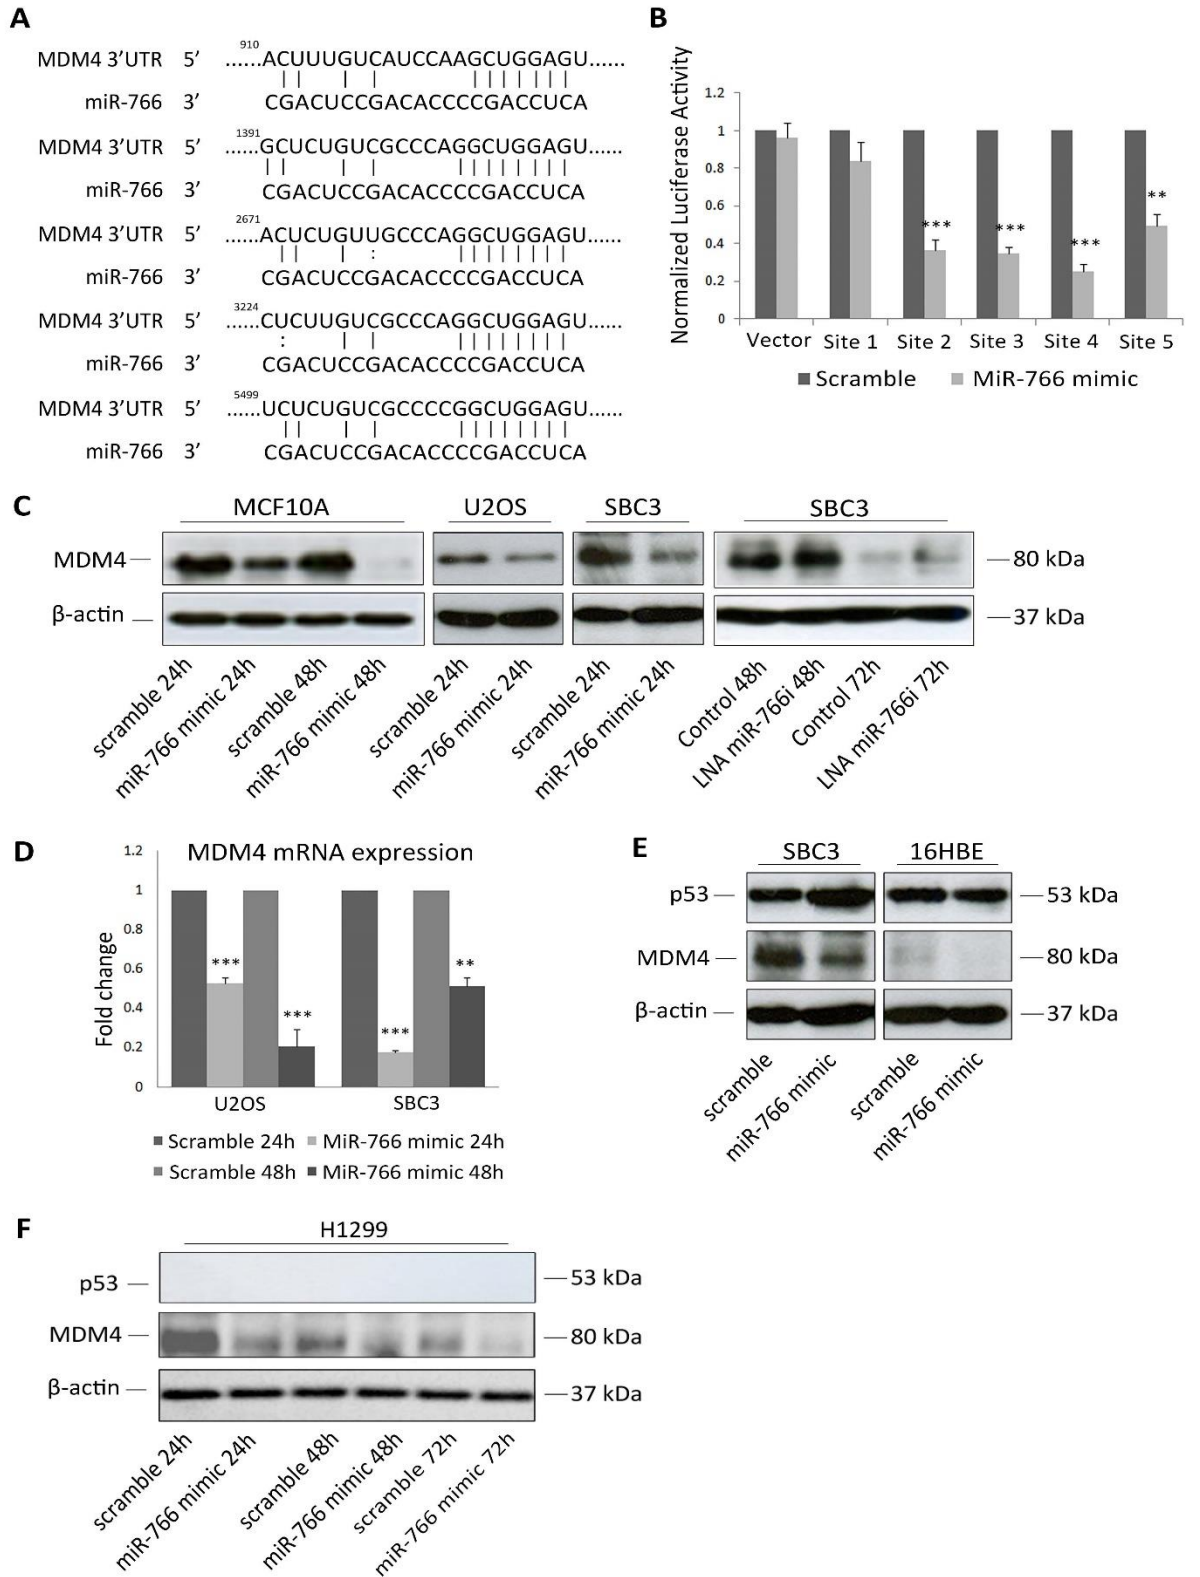 A
910
MDM4 3’UTR 5’ ......ACUUUGUCAUCCAAGCUGGAGU......
miR-766 3’ CGACUCCGACACCCCGACCUCA
1391
MDM4 3’UTR 5’ ......GCUCUGUCGCCCAGGCUGGAGU......
miR-766 3’ CGACUCCGACACCCCGACCUCA
2671
MDM4 3’UTR 5’ ......ACUCUGUUGCCCAGGCUGGAGU......
miR-766 3’ CGACUCCGACACCCCGACCUCA
3224
MDM4 3’UTR 5’ ......CUCUUGUCGCCCAGGCUGGAGU......
miR-766 3’ CGACUCCGACACCCCGACCUCA
5499
MDM4 3’UTR 5’ ......UCUCUGUCGCCCCGGCUGGAGU......
miR-766 3’ CGACUCCGACACCCCGACCUCA
B
Normalized Luciferase Activity
1.2
1
0.8
0.6
0.4
0.2
0
*** *** *** **
Vector Site 1 Site 2 Site 3 Site 4 Site 5
Scramble MiR-766 mimic
C
MCF10A U2OS SBC3 SBC3
MDM4 80 kDa
β-actin 37 kDa
scramble 24h
miR-766 mimic 24h
scramble 48h
miR-766 mimic 48h
scramble 24h
miR-766 mimic 24h
scramble 24h
miR-766 mimic 24h
Control 48h
LNA miR-766i 48h
Control 72h
LNA miR-766i 72h
D
MDM4 mRNA expression
Fold change
1.2
1
0.8
0.6
0.4
0.2
0
*** *** *** **
U2OS SBC3
Scramble 24h MiR-766 mimic 24h
Scramble 48h MiR-766 mimic 48h
E
SBC3 16HBE
p53 53 kDa
MDM4 80 kDa
β-actin 37 kDa
scramble
miR-766 mimic
scramble
miR-766 mimic
F
H1299
p53 53 kDa
MDM4 80 kDa
β-actin 37 kDa
scramble 24h
miR-766 mimic 24h
scramble 48h
miR-766 mimic 48h
scramble 72h
miR-766 mimic 72h